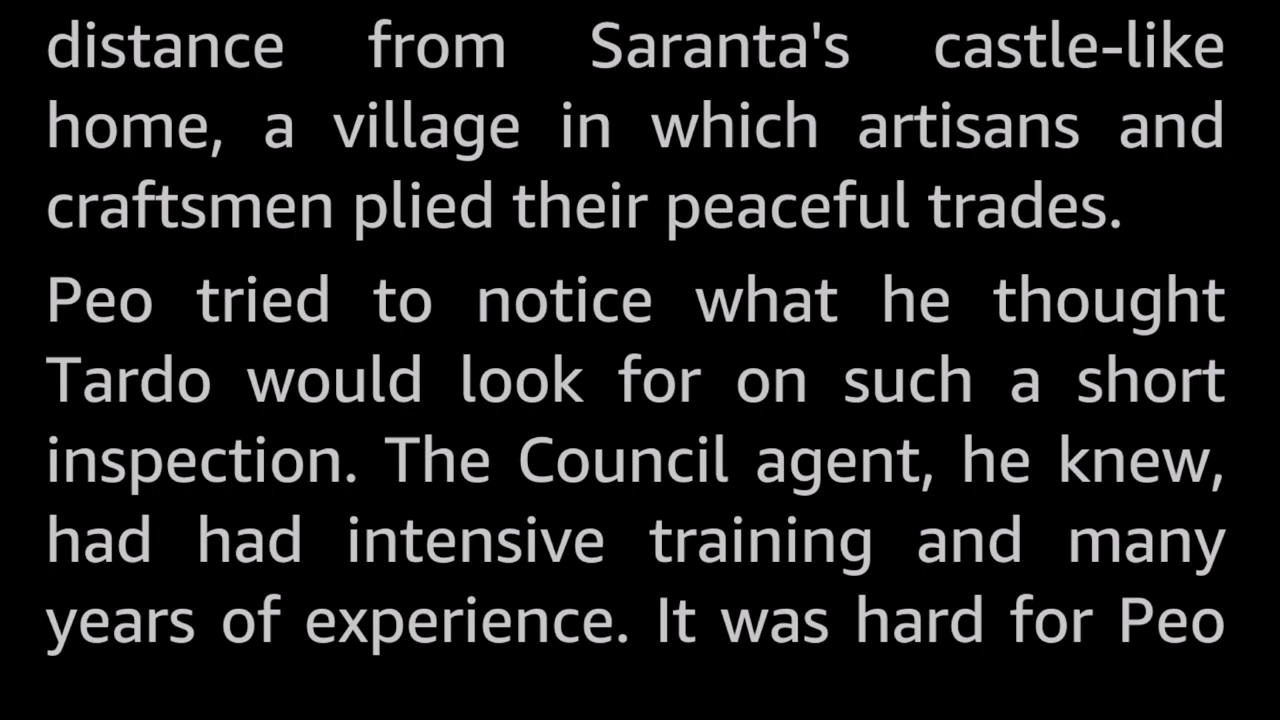 distance from Saranta's castle-like
home, a village in which artisans and
craftsmen plied their peaceful trades.
Peo tried to notice what he thought
Tardo would look for on such a short
inspection. The Council agent, he knew,
had had intensive training and many
years of experience. It was hard for Peo